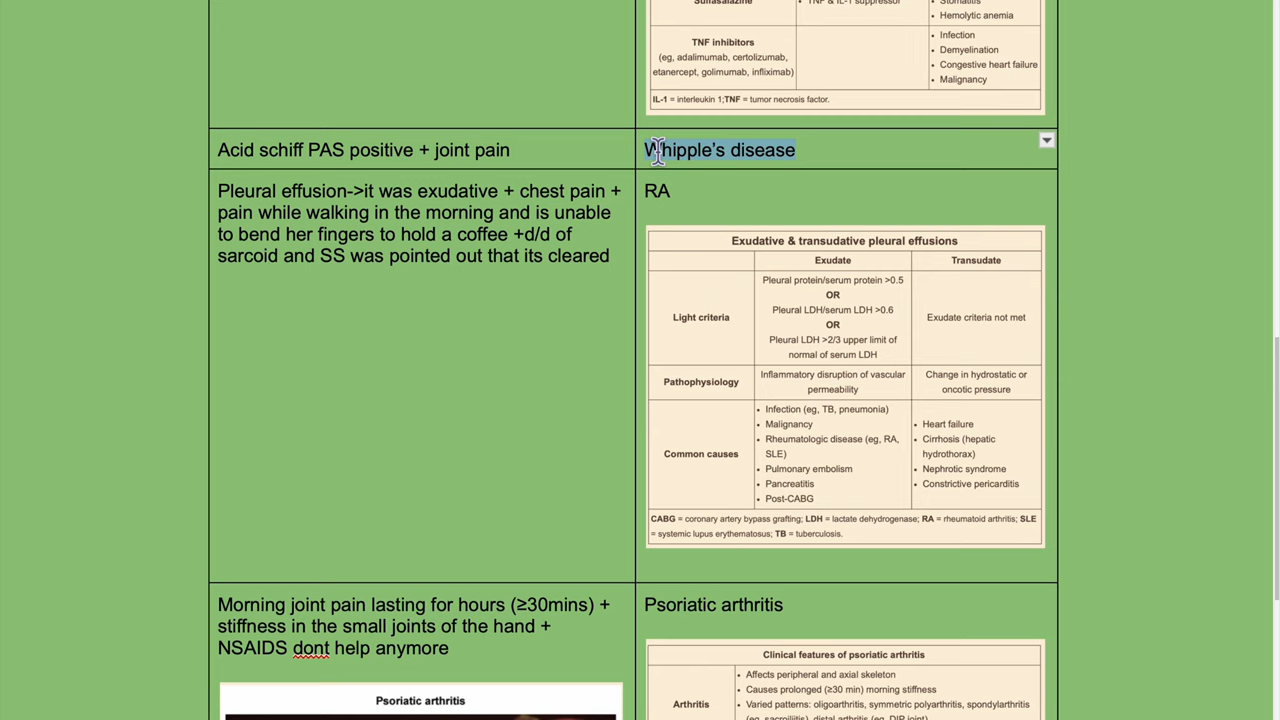 Sulfasalazine
• TNF & IL-1 suppressor
• Stomatitis
• Hemolytic anemia
TNF inhibitors
(eg, adalimumab, certolizumab,
etanercept, golimumab, infliximab)
• Infection
• Demyelination
• Congestive heart failure
• Malignancy
IL-1 = interleukin 1;TNF = tumor necrosis factor.
Acid schiff PAS positive + joint pain
Whipple's disease
Pleural effusion->it was exudative + chest pain +
pain while walking in the morning and is unable
to bend her fingers to hold a coffee +d/d of
sarcoid and SS was pointed out that its cleared
RA
Exudative & transudative pleural effusions
Exudate
Transudate
Light criteria
Pleural protein/serum protein >0.5
OR
Pleural LDH/serum LDH >0.6
OR
Pleural LDH >2/3 upper limit of
normal of serum LDH
Exudate criteria not met
Pathophysiology
Inflammatory disruption of vascular
permeability
Change in hydrostatic or
oncotic pressure
Common causes
• Infection (eg, TB, pneumonia)
• Malignancy
• Rheumatologic disease (eg, RA,
SLE)
• Pulmonary embolism
• Pancreatitis
• Post-CABG
• Heart failure
• Cirrhosis (hepatic
hydrothorax)
• Nephrotic syndrome
• Constrictive pericarditis
CABG = coronary artery bypass grafting; LDH = lactate dehydrogenase; RA = rheumatoid arthritis; SLE
= systemic lupus erythematosus; TB = tuberculosis.
Morning joint pain lasting for hours (≥30mins) +
stiffness in the small joints of the hand +
NSAIDS dont help anymore
Psoriatic arthritis
Psoriatic arthritis
Clinical features of psoriatic arthritis
Arthritis
• Affects peripheral and axial skeleton
• Causes prolonged (≥30 min) morning stiffness
• Varied patterns: oligoarthritis, symmetric polyarthritis, spondylarthritis
(eg, sacroiliitis), distal arthritis (eg, DIP joint)